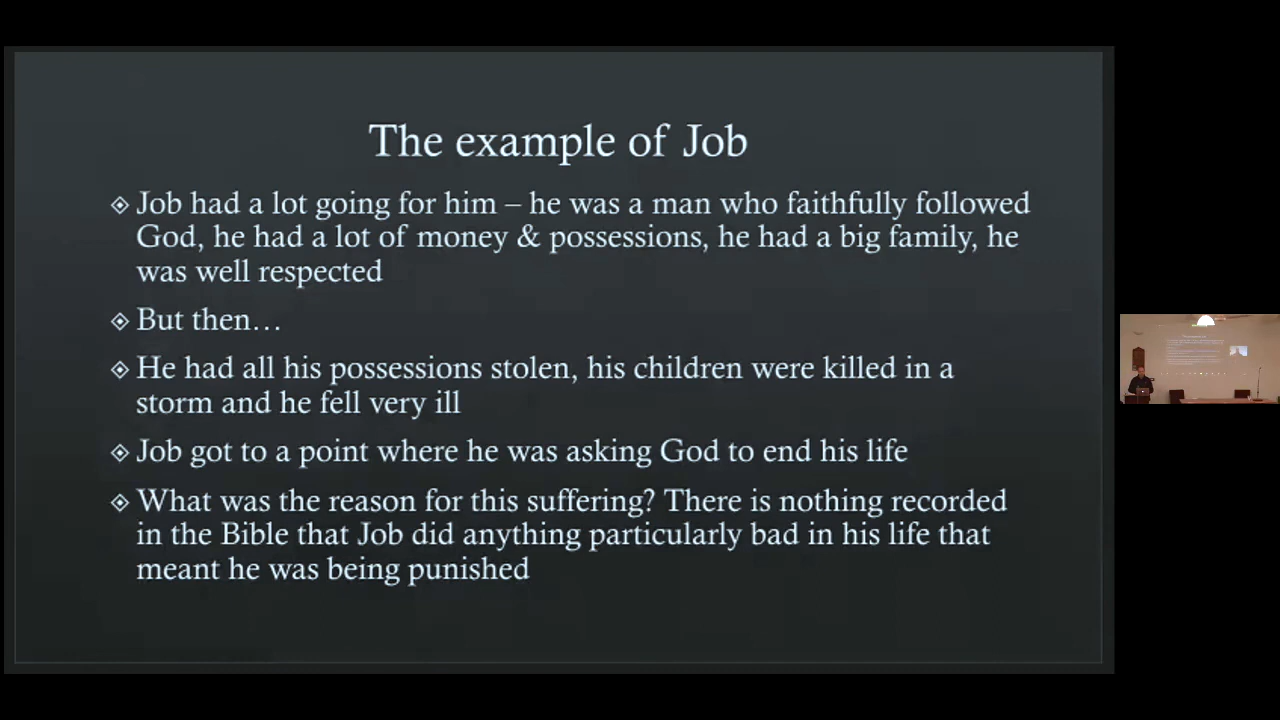 The example of Job
Job had a lot going for him – he was a man who faithfully followed
God, he had a lot of money & possessions, he had a big family, he
was well respected
But then…
He had all his possessions stolen, his children were killed in a
storm and he fell very ill
Job got to a point where he was asking God to end his life
What was the reason for this suffering? There is nothing recorded
in the Bible that Job did anything particularly bad in his life that
meant he was being punished